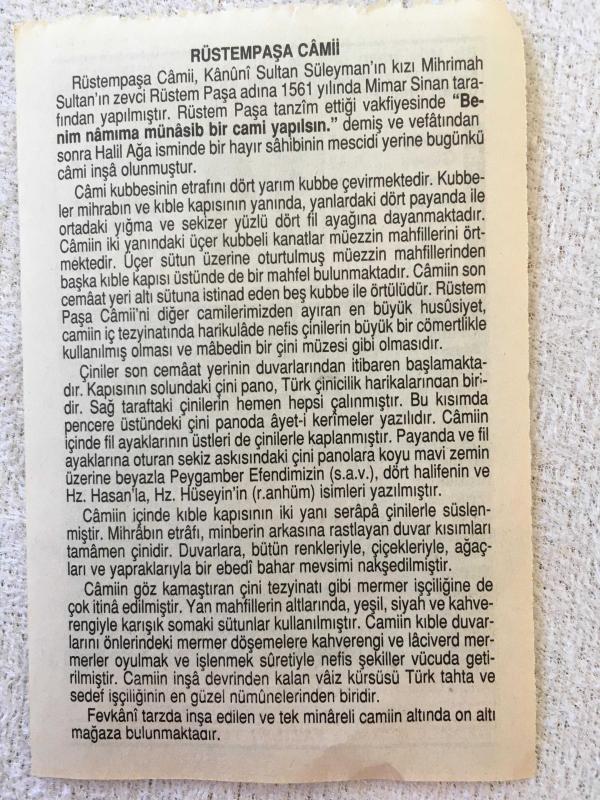 RÜSTEMPAŞA CÂMİİ
Rüstempaşa Câmii, Kânûnî Sultan Süleyman'ın kızı Mihrimah
Sultan'ın zevci Rüstem Paşa adına 1561 yılında Mimar Sinan tara-
fından yapılmıştır. Rüstem Paşa tanzîm ettiği vakfiyesinde “Be-
nim nâmıma münâsib bir cami yapılsın.” demiş ve vefâtından
sonra Halil Ağa isminde bir hayır sâhibinin mescidi yerine bugünkü
câmi inşâ olunmuştur.
Câmi kubbesinin etrafını dört yarım kubbe çevirmektedir. Kubbe-
ler mihrabın ve kıble kapısının yanında, yanlardaki dört payanda ile
ortadaki yığma ve sekizer yüzlü dört fil ayağına dayanmaktadır.
Câmiin iki yanındaki üçer kubbeli kanatlar müezzin mahfillerini ört-
mektedir. Üçer sütun üzerine oturtulmuş müezzin mahfillerinden
başka kıble kapısı üstünde de bir mahfel bulunmaktadır. Câmiin son
cemâat yeri altı sütuna istinad eden beş kubbe ile örtülüdür. Rüstem
Paşa Câmii'ni diğer camilerimizden ayıran en büyük husûsiyet,
camiin iç tezyinatında harikulâde nefis çinilerin büyük bir cömertlikle
kullanılmış olması ve mâbedin bir çini müzesi gibi olmasıdır.
Çiniler son cemâat yerinin duvarlarından itibaren başlamakta-
dır. Kapısının solundaki çini pano, Türk çinicilik harikalarından biri-
dir. Sağ taraftaki çinilerin hemen hepsi çalınmıştır. Bu kısımda
pencere üstündeki çini panoda âyet-i kerîmeler yazılıdır. Câmiin
içinde fil ayaklarının üstleri de çinilerle kaplanmıştır. Payanda ve fil
ayaklarına oturan sekiz askısındaki çini panolara koyu mavi zemin
üzerine beyazla Peygamber Efendimizin (s.a.v.), dört halifenin ve
Hz. Hasan'la, Hz. Hüseyin'in (r.anhüm) isimleri yazılmıştır.
Câmiin içinde kıble kapısının iki yanı serâpâ çinilerle süslen-
miştir. Mihrâbın etrâfı, minberin arkasına rastlayan duvar kısımları
tamâmen çinidir. Duvarlara, bütün renkleriyle, çiçekleriyle, ağaç-
ları ve yapraklarıyla bir ebedî bahar mevsimi nakşedilmiştir.
Câmiin göz kamaştıran çini tezyinatı gibi mermer işçiliğine de
çok itinâ edilmiştir. Yan mahfillerin altlarında, yeşil, siyah ve kahve-
rengiyle karışık somaki sütunlar kullanılmıştır. Camiin kıble duvar-
larını önlerindeki mermer döşemelere kahverengi ve lâciverd mer-
merler oyulmak ve işlenmek sûretiyle nefis şekiller vücuda geti-
rilmiştir. Camiin inşâ devrinden kalan vâiz kürsüsü Türk tahta ve
sedef işçiliğinin en güzel nümûnelerinden biridir.
Fevkânî tarzda inşa edilen ve tek minâreli camiin altında on altı
mağaza bulunmaktadır.